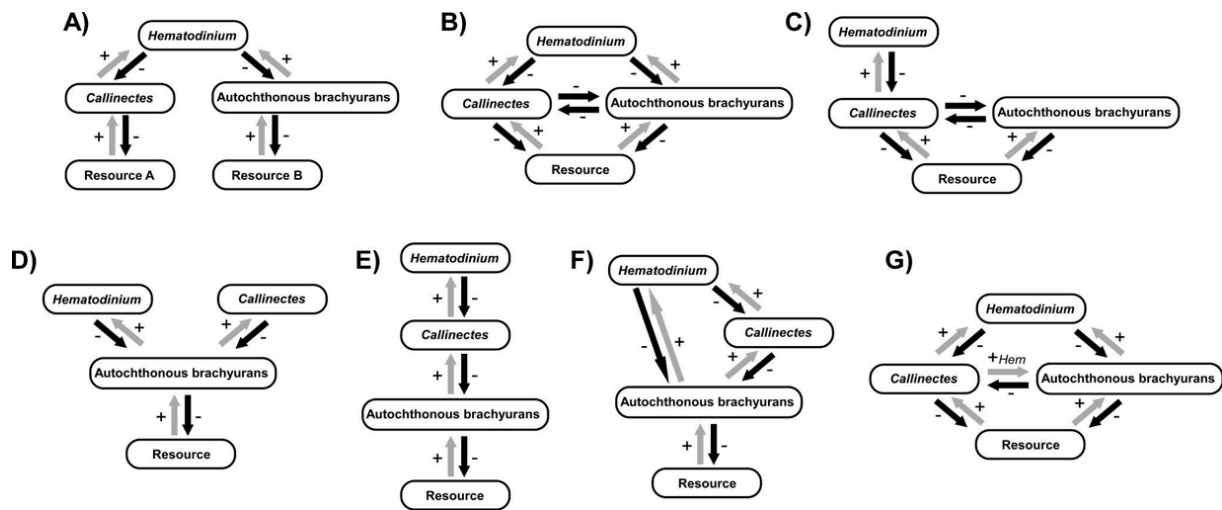 A)
Hematodinium
+ - - +
Callinectes
Autochthonous brachyurans
+ - + -
Resource A
Resource B
B)
Hematodinium
+ - - +
-
Callinectes
Autochthonous brachyurans
-
- + + -
Resource
C)
Hematodinium
+ -
-
Callinectes
Autochthonous brachyurans
-
- + + -
Resource
D)
Hematodinium
Callinectes
- + + -
Autochthonous brachyurans
+ -
Resource
E)
Hematodinium
+ -
Callinectes
+ -
Autochthonous brachyurans
+ -
Resource
F)
Hematodinium
- +
Callinectes
- + + -
Autochthonous brachyurans
+ -
Resource
G)
Hematodinium
+ - - +
+Hem
Callinectes
Autochthonous brachyurans
-
- + + -
Resource